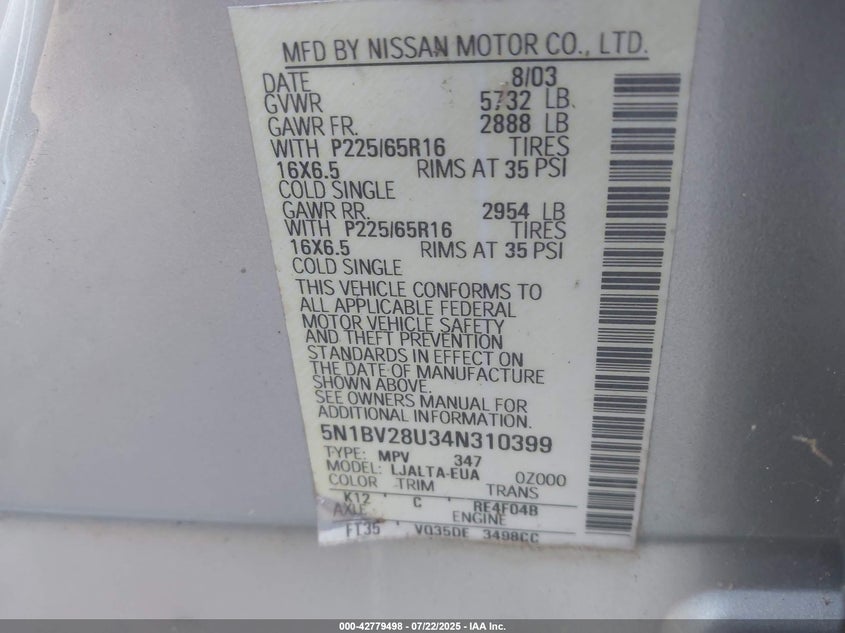 MFD BY NISSAN MOTOR CO., LTD.
DATE 8/03
GVWR 5732 LB
GAWR FR. 2888 LB
WITH P225/65R16 TIRES
16X6.5 RIMS AT 35 PSI
COLD SINGLE
GAWR RR. 2954 LB
WITH P225/65R16 TIRES
16X6.5 RIMS AT 35 PSI
COLD SINGLE
THIS VEHICLE CONFORMS TO
ALL APPLICABLE FEDERAL
MOTOR VEHICLE SAFETY
AND THEFT PREVENTION
STANDARDS IN EFFECT ON
THE DATE OF MANUFACTURE
SHOWN ABOVE.
SEE OWNERS MANUAL FOR
ADDITIONAL INFORMATION.
5N1BV28U34N310399
TYPE: MPV 347
MODEL: LJALTA-EUA 0Z000
COLOR TRIM TRANS
K12 C RE4F04B
AXLE ENGINE
FT35 VQ35DE 3498CC
000-42779498 - 07/22/2025 - IAA Inc.